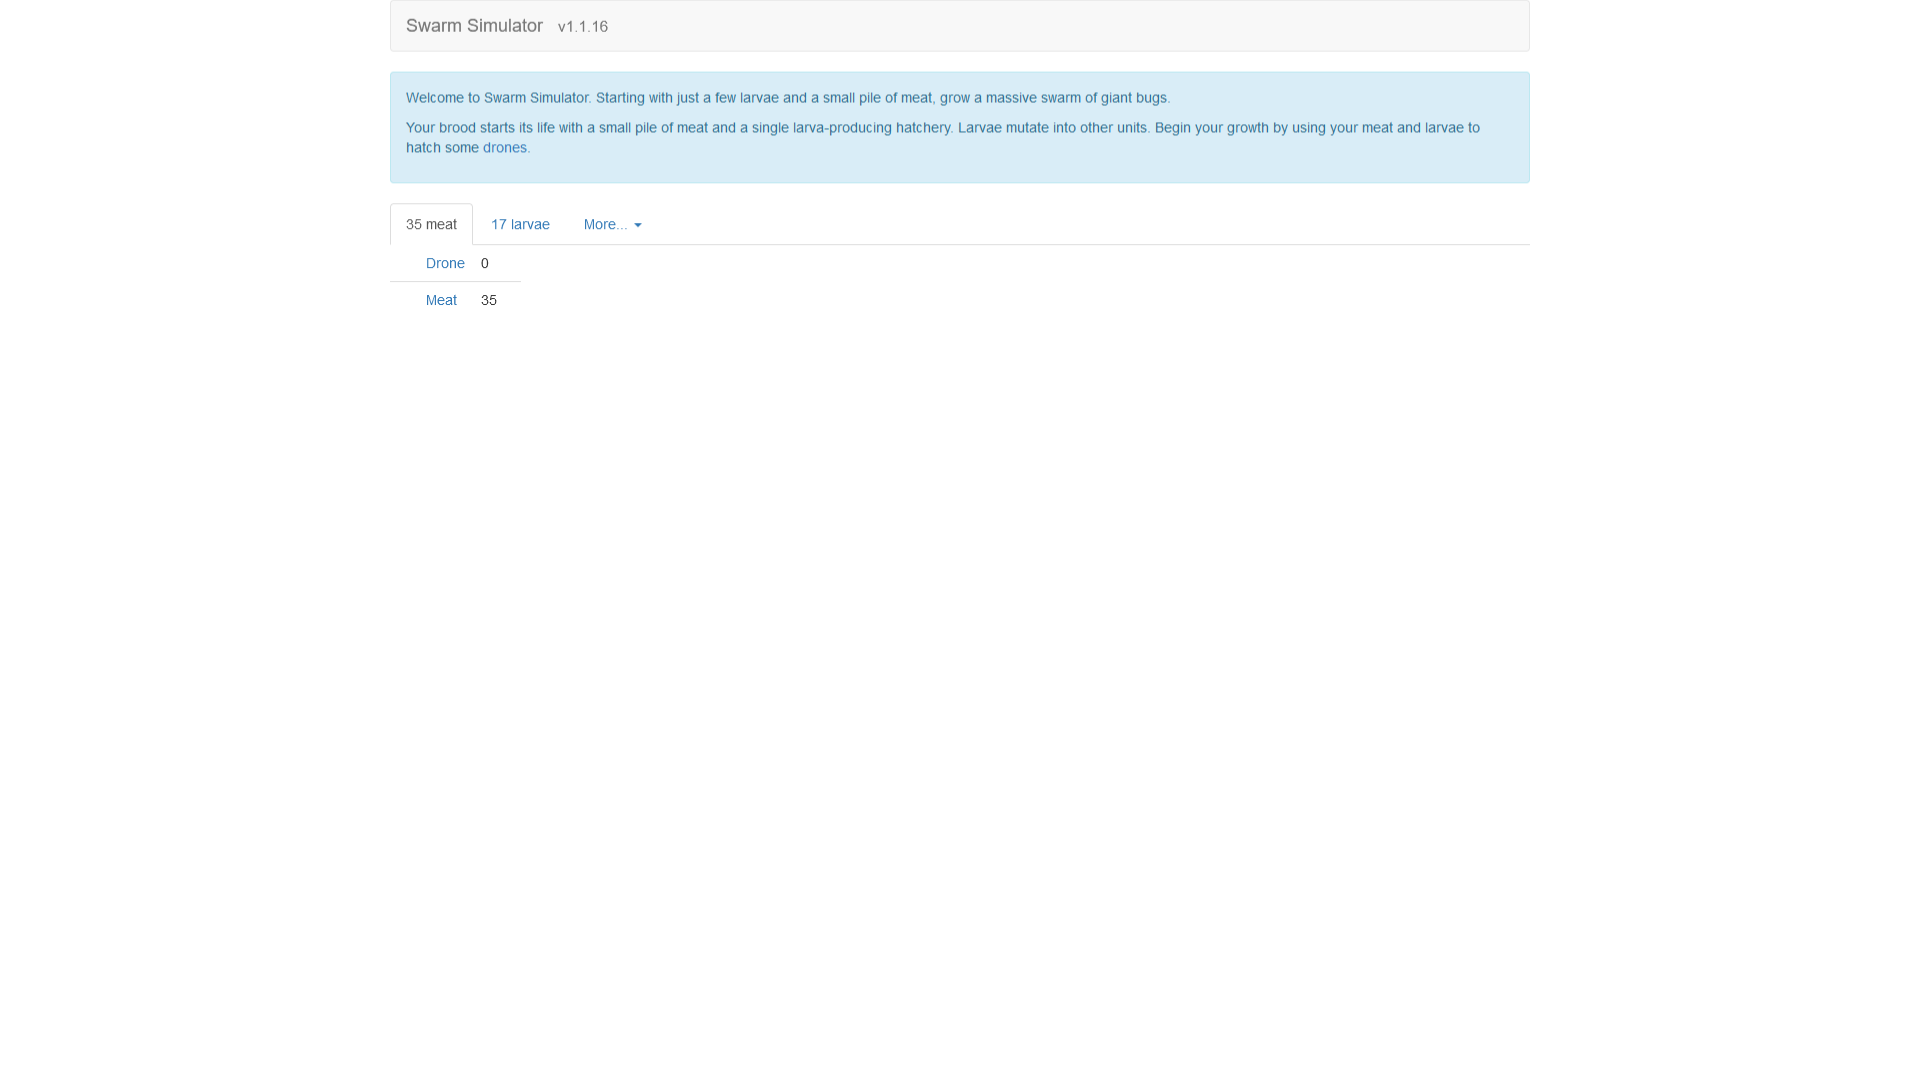 Swarm Simulator v1.1.16
Welcome to Swarm Simulator. Starting with just a few larvae and a small pile of meat, grow a massive swarm of giant bugs.
Your brood starts its life with a small pile of meat and a single larva-producing hatchery. Larvae mutate into other units. Begin your growth by using your meat and larvae to
hatch some drones.
35 meat 17 larvae More...
Drone 0
Meat 35